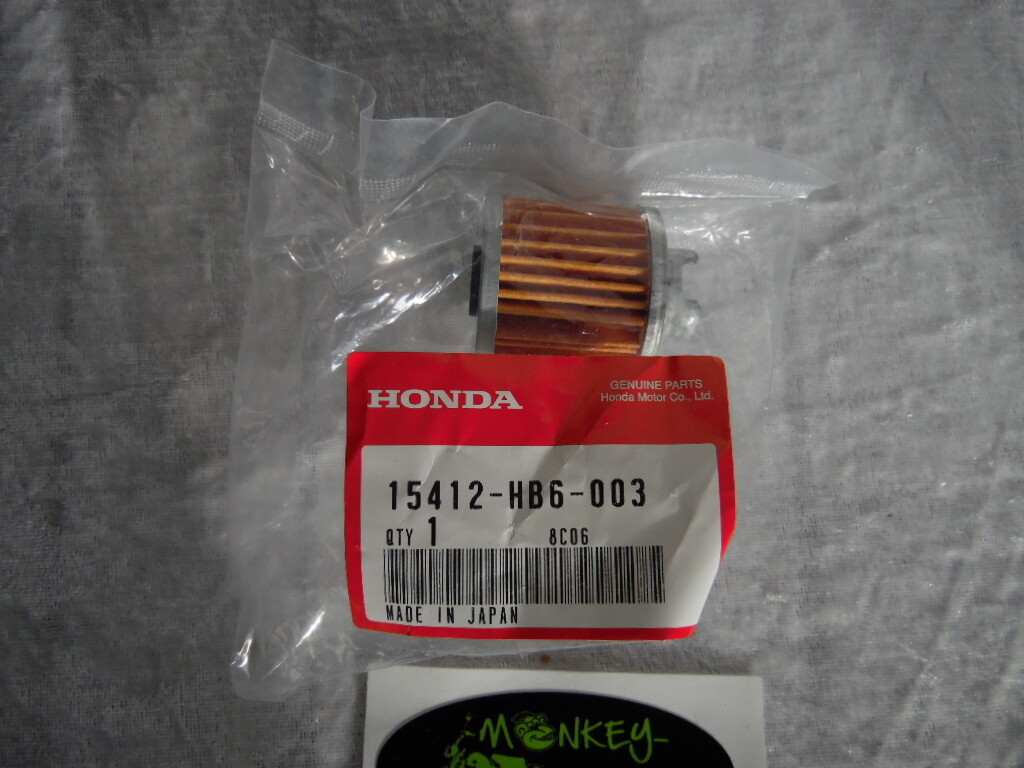 HONDA
GENUINE PARTS
Honda Motor Co., Ltd.
15412-HB6-003
QTY 1 8C06
MADE IN JAPAN
-MONKEY-